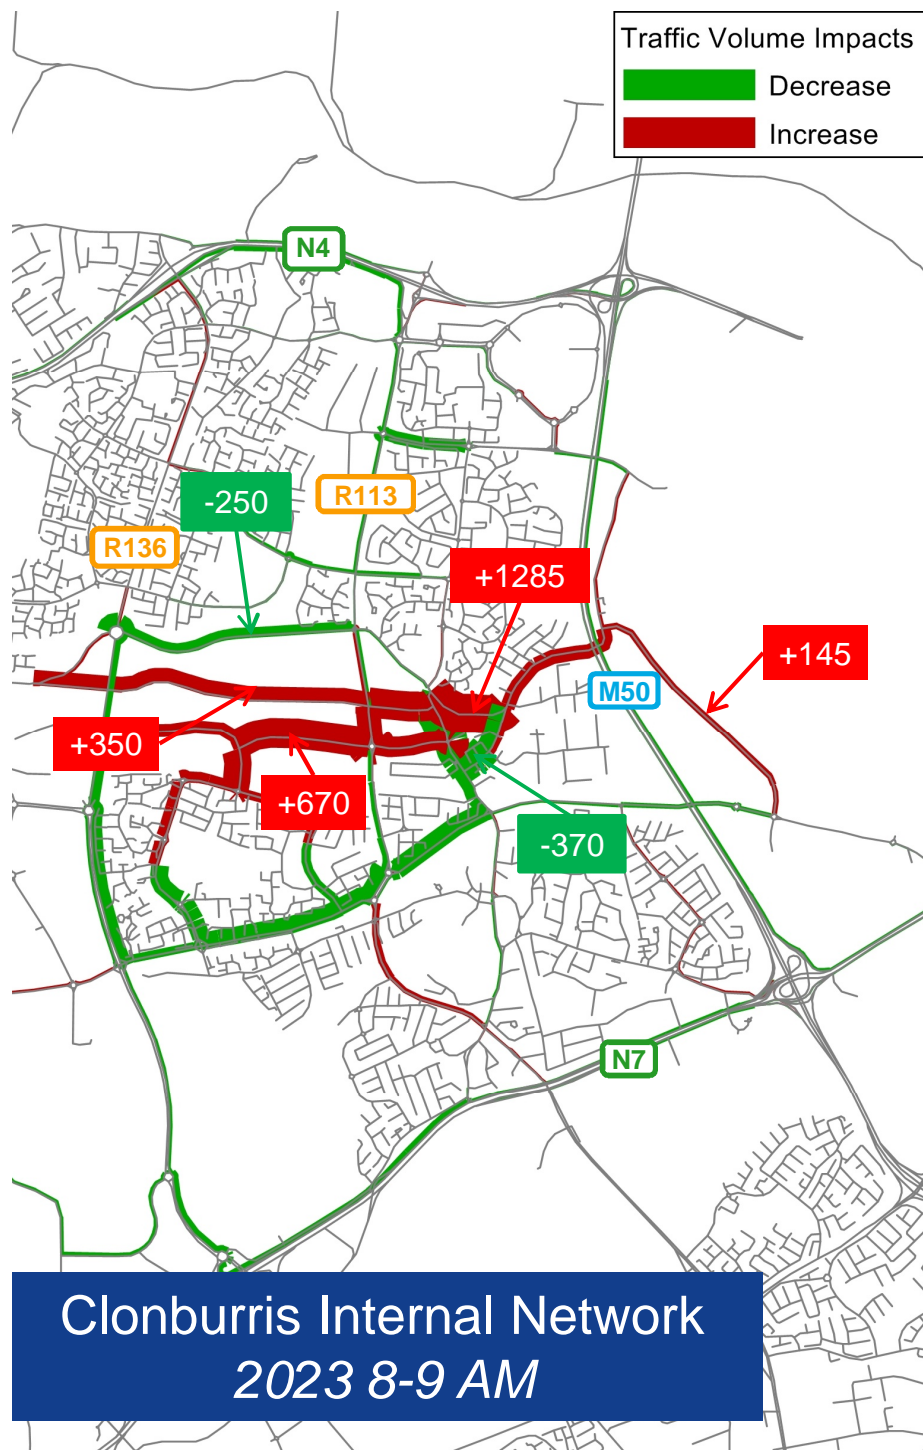 Traffic Volume Impacts
Decrease
Increase
N4
-250
R113
R136
+1285
+145
M50
+350
+670
-370
N7
Clonburris Internal Network
2023 8-9 AM